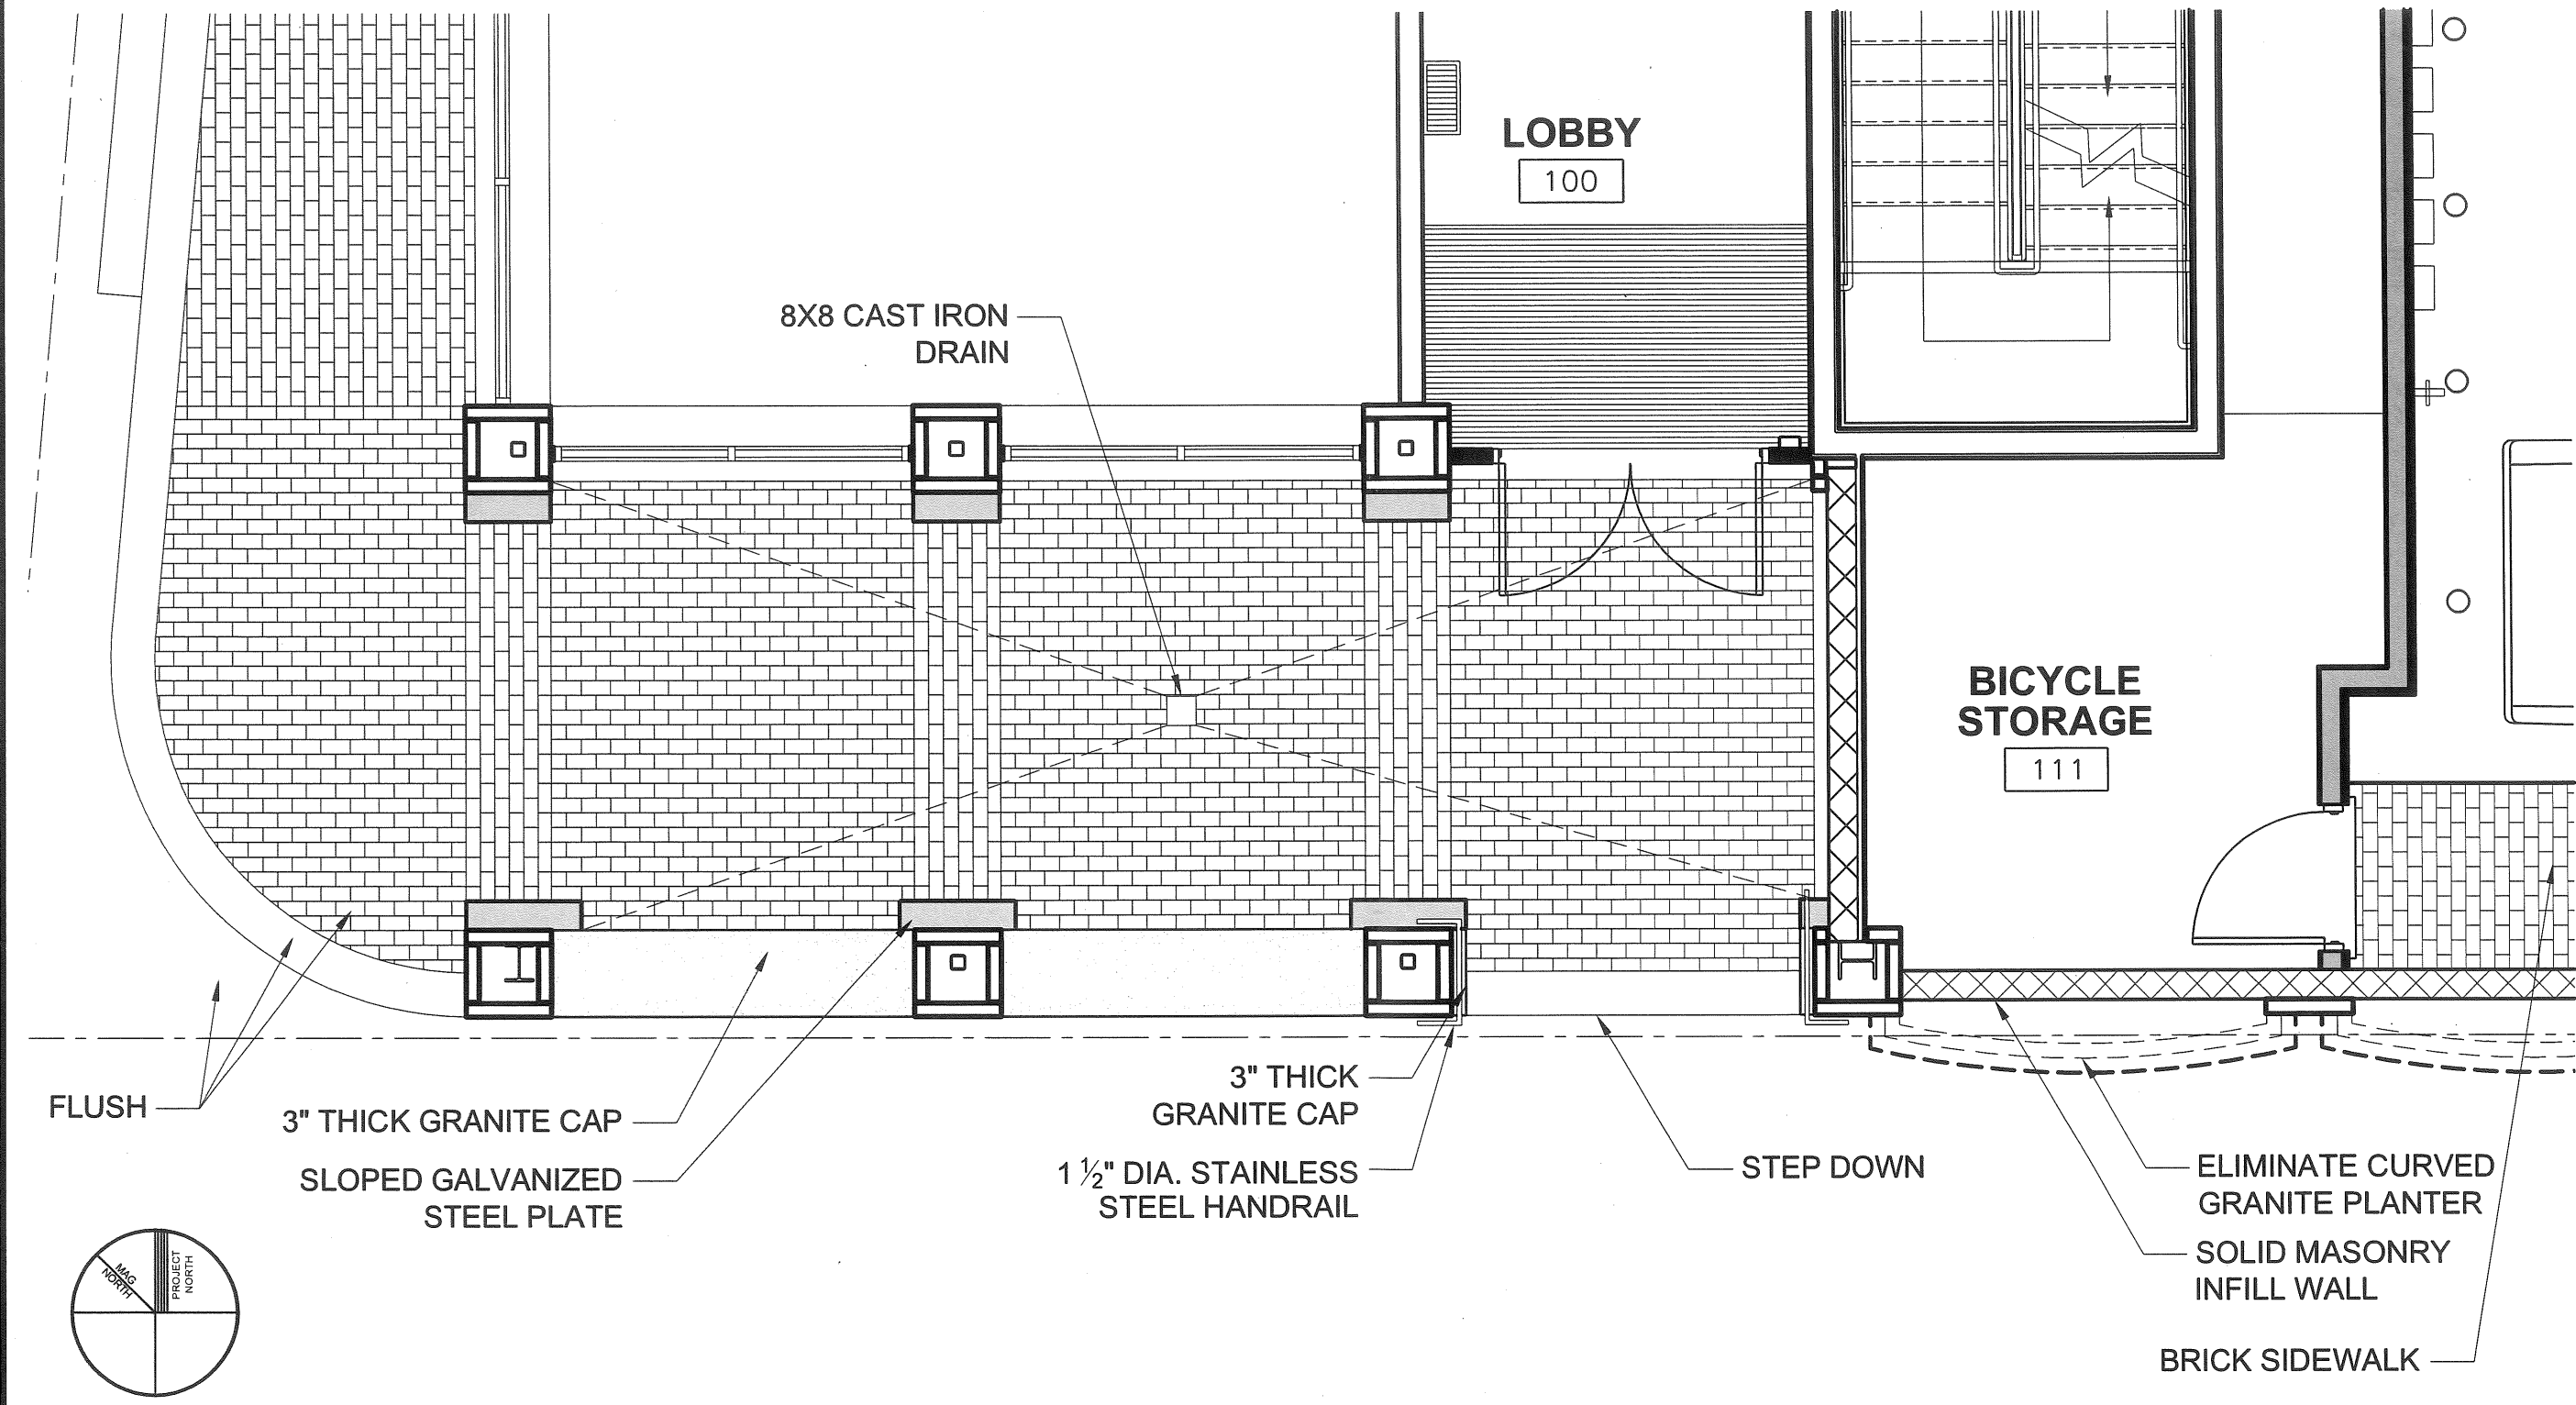 LOBBY
100
8X8 CAST IRON
DRAIN
BICYCLE
STORAGE
111
FLUSH
3" THICK GRANITE CAP
SLOPED GALVANIZED
STEEL PLATE
3" THICK
GRANITE CAP
1 ½" DIA. STAINLESS
STEEL HANDRAIL
STEP DOWN
ELIMINATE CURVED
GRANITE PLANTER
SOLID MASONRY
INFILL WALL
BRICK SIDEWALK
MAG
NORTH
PROJECT
NORTH